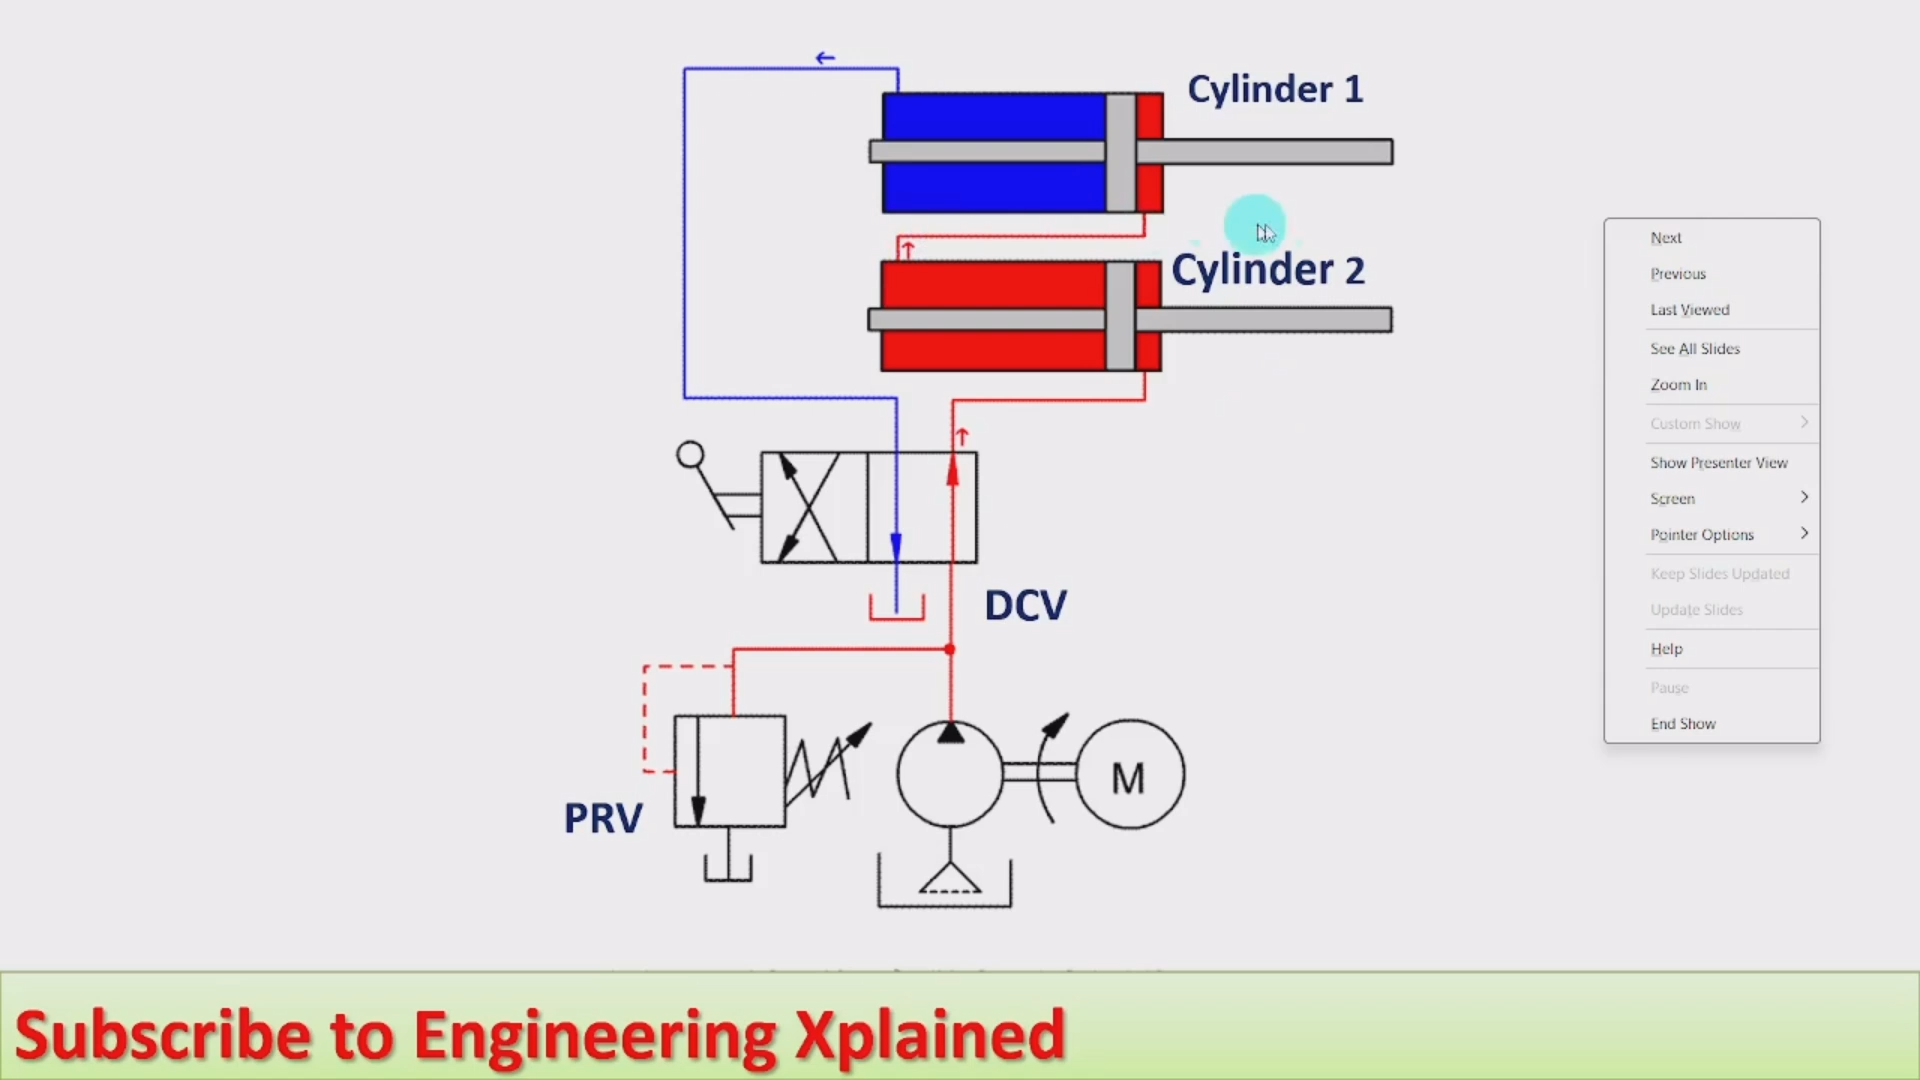 Cylinder 1
Cylinder 2
DCV
PRV
M
Next
Previous
Last Viewed
See All Slides
Zoom In
Custom Show
Show Presenter View
Screen
Pointer Options
Keep Slides Updated
Update Slides
Help
Pause
End Show
Subscribe to Engineering Xplained